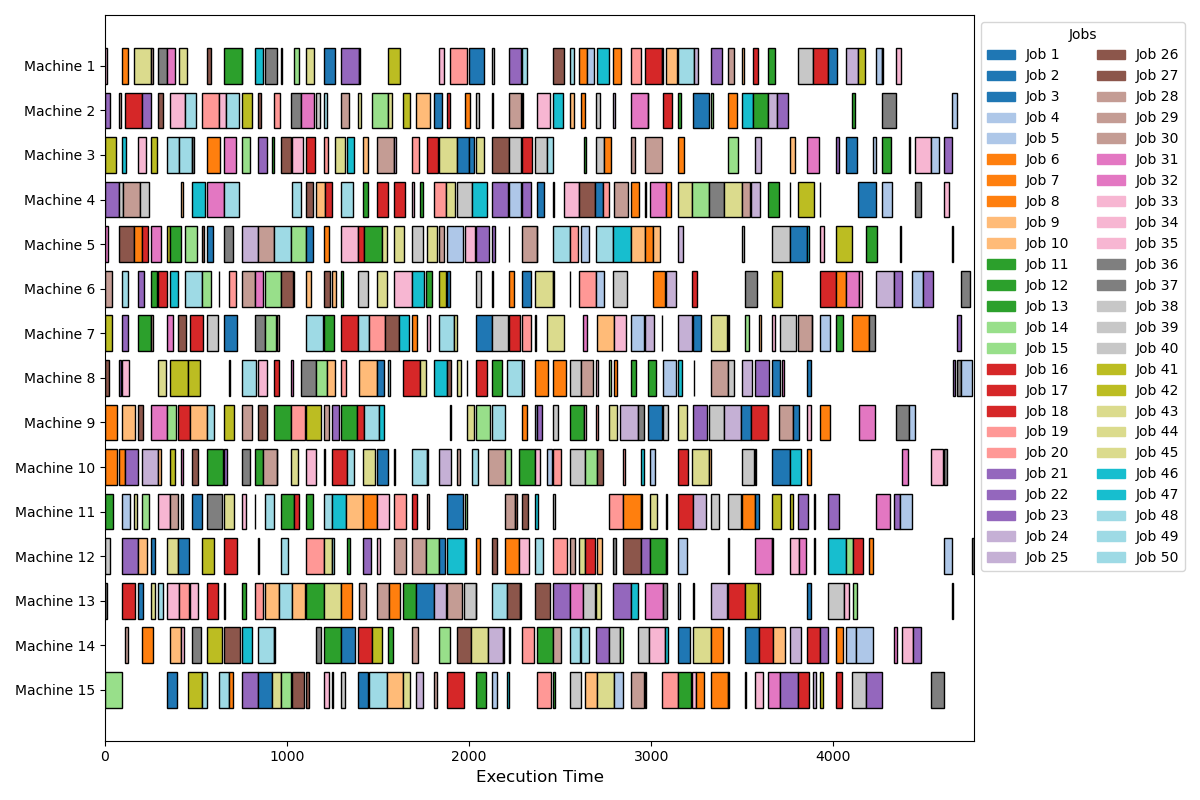 Machine 1
Machine 2
Machine 3
Machine 4
Machine 5
Machine 6
Machine 7
Machine 8
Machine 9
Machine 10
Machine 11
Machine 12
Machine 13
Machine 14
Machine 15
0 1000 2000 3000 4000
Execution Time
Jobs
Job 1 Job 26
Job 2 Job 27
Job 3 Job 28
Job 4 Job 29
Job 5 Job 30
Job 6 Job 31
Job 7 Job 32
Job 8 Job 33
Job 9 Job 34
Job 10 Job 35
Job 11 Job 36
Job 12 Job 37
Job 13 Job 38
Job 14 Job 39
Job 15 Job 40
Job 16 Job 41
Job 17 Job 42
Job 18 Job 43
Job 19 Job 44
Job 20 Job 45
Job 21 Job 46
Job 22 Job 47
Job 23 Job 48
Job 24 Job 49
Job 25 Job 50